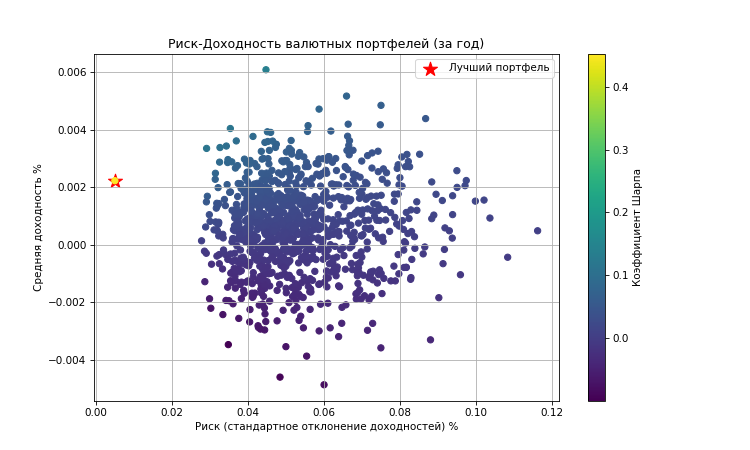 Риск-Доходность валютных портфелей (за год)
Лучший портфель
0.006
0.004
0.002
0.000
−0.002
−0.004
Средняя доходность %
0.00 0.02 0.04 0.06 0.08 0.10 0.12
Риск (стандартное отклонение доходностей) %
0.4
0.3
0.2
0.1
0.0
Коэффициент Шарпа